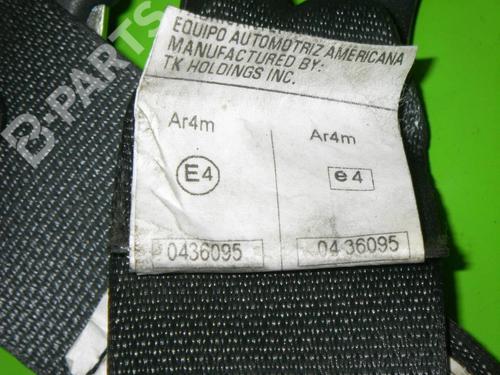 B-PARTS
EQUIPO AUTOMOTRIZ AMERICANA
MANUFACTURED BY:
TK HOLDINGS INC.
Ar4m Ar4m
E4 e4
0436095 04 36095